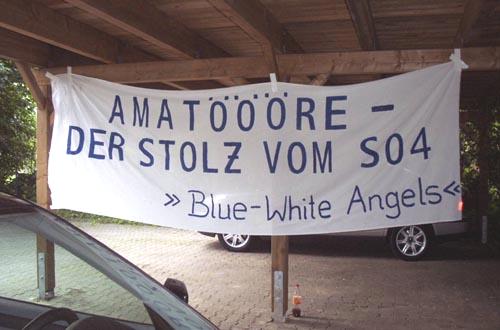 AMATÖÖÖRE -
DER STOLZ VOM S04
»Blue-White Angels«